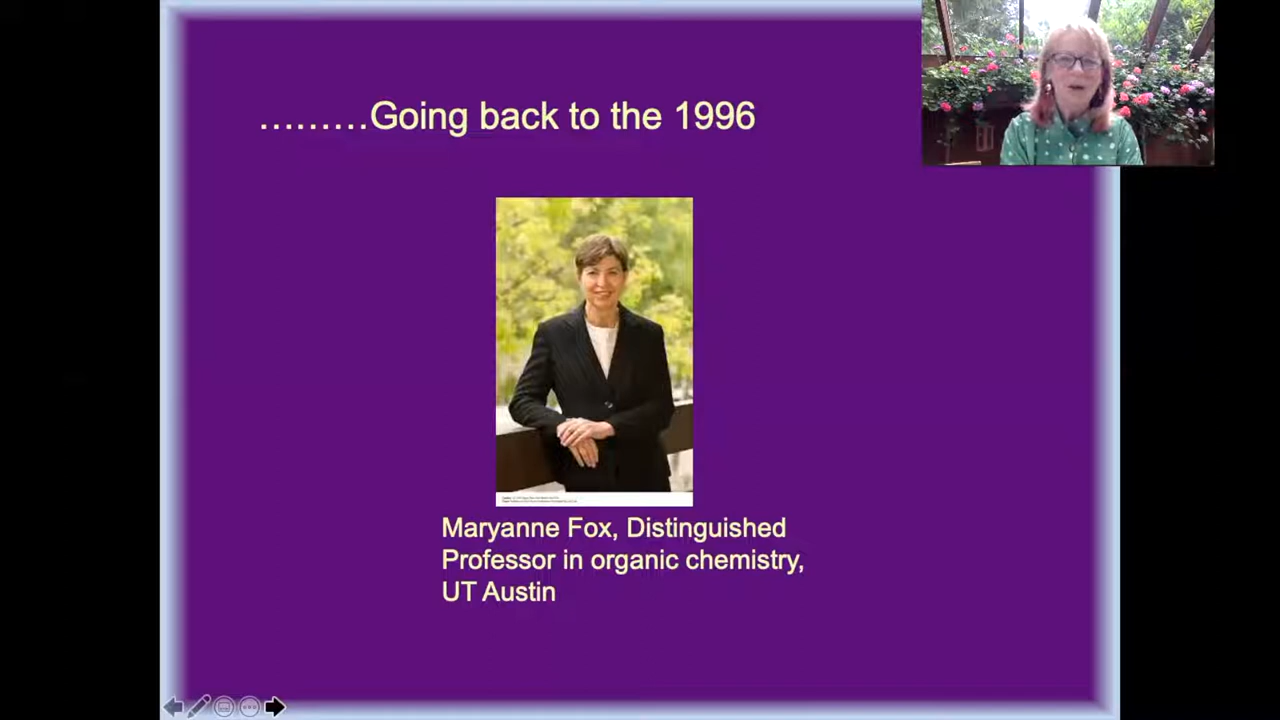 ………Going back to the 1996
Maryanne Fox, Distinguished
Professor in organic chemistry,
UT Austin